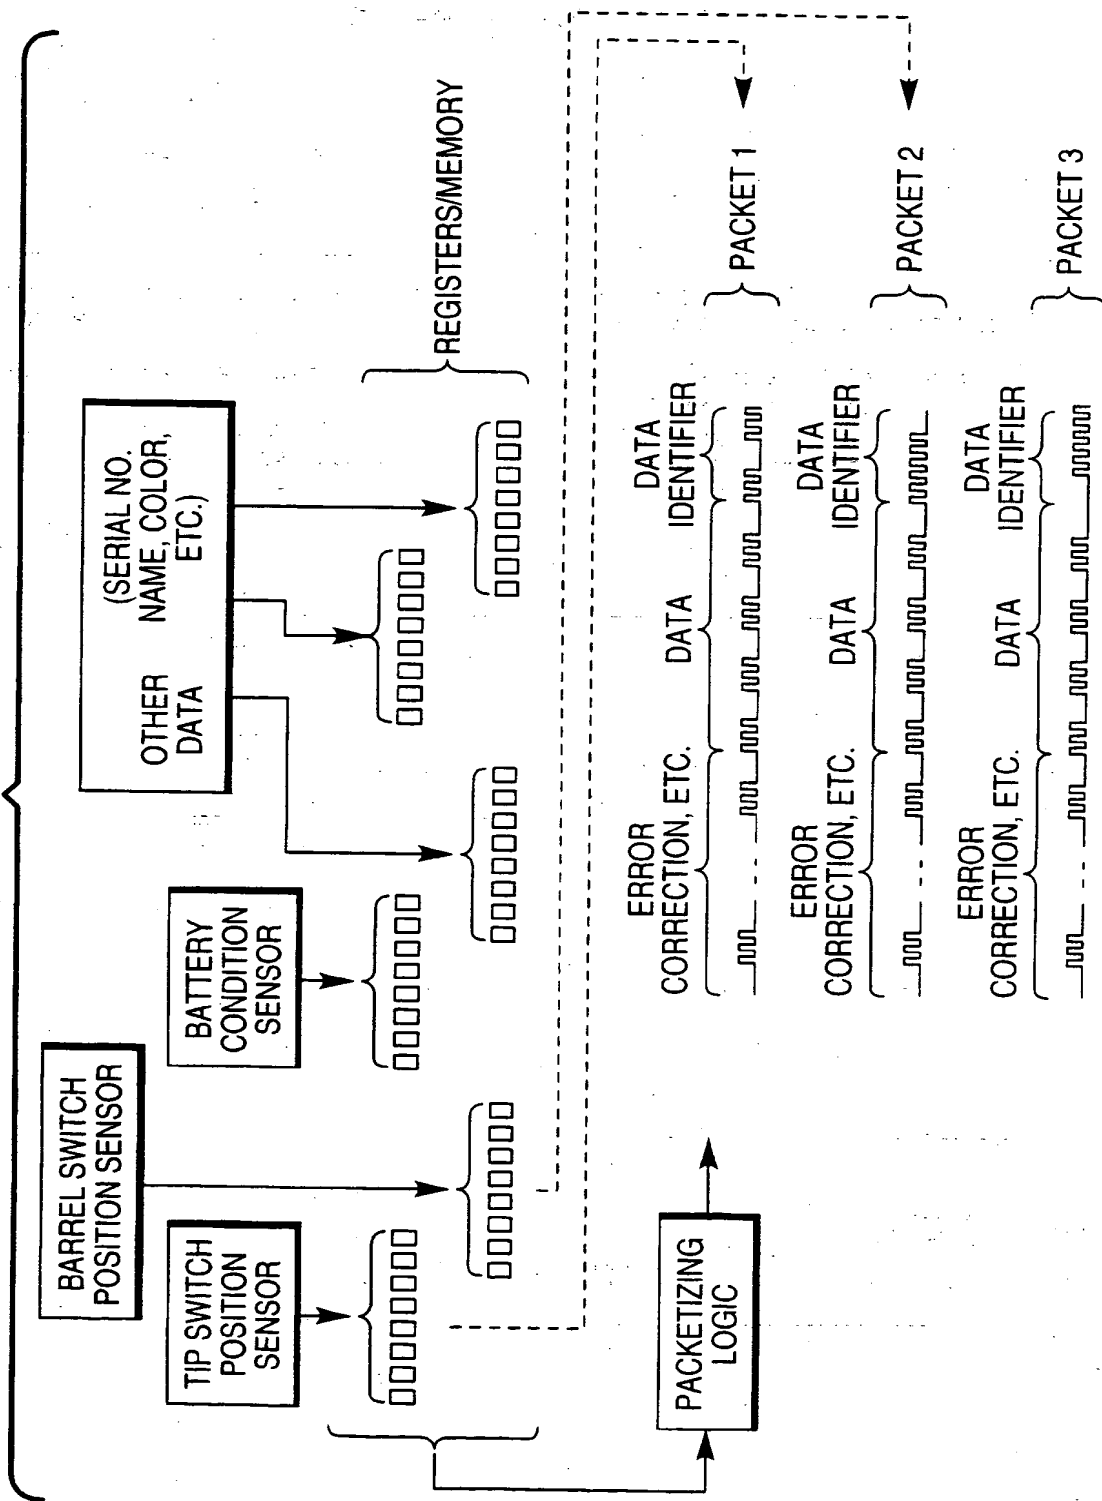 BARREL SWITCH
POSITION SENSOR
TIP SWITCH
POSITION
SENSOR
BATTERY
CONDITION
SENSOR
OTHER
DATA
(SERIAL NO.
NAME, COLOR,
ETC.)
REGISTERS/MEMORY
PACKETIZING
LOGIC
ERROR
CORRECTION, ETC.
DATA
DATA
IDENTIFIER
PACKET 1
ERROR
CORRECTION, ETC.
DATA
DATA
IDENTIFIER
PACKET 2
ERROR
CORRECTION, ETC.
DATA
DATA
IDENTIFIER
PACKET 3